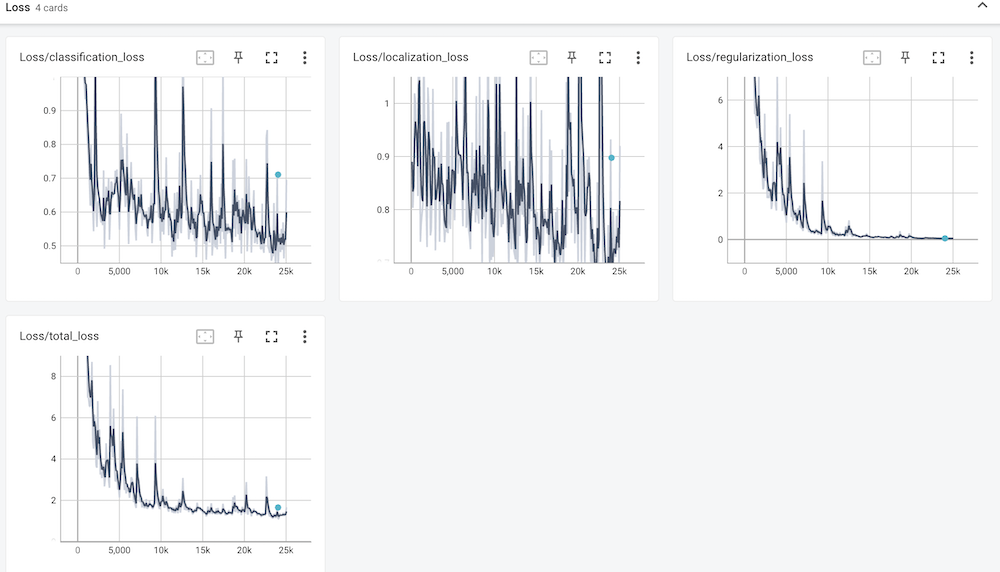 Loss 4 cards
Loss/classification_loss
0.9
0.8
0.7
0.6
0.5
0 5,000 10k 15k 20k 25k
Loss/localization_loss
1
0.9
0.8
0 5,000 10k 15k 20k 25k
Loss/regularization_loss
6
4
2
0
0 5,000 10k 15k 20k 25k
Loss/total_loss
8
6
4
2
0 5,000 10k 15k 20k 25k